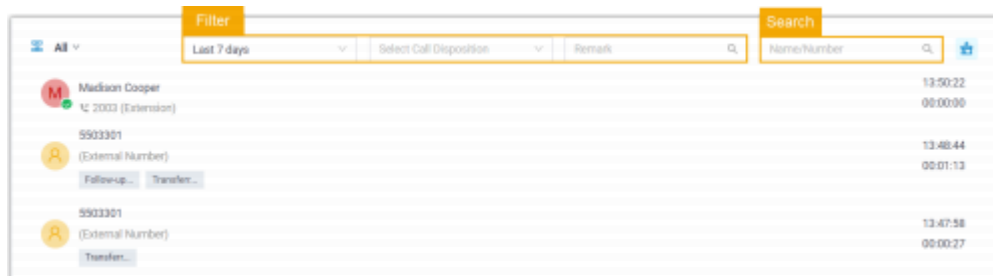 Filter
Search
All
Last 7 days
Select Call Disposition
Remark
Name/Number
M
Madison Cooper
13:50:22
2003 (Extension)
00:00:00
5503301
13:48:44
(External Number)
00:01:13
Follow-up...
Transferr...
5503301
13:47:58
(External Number)
00:00:27
Transferr...